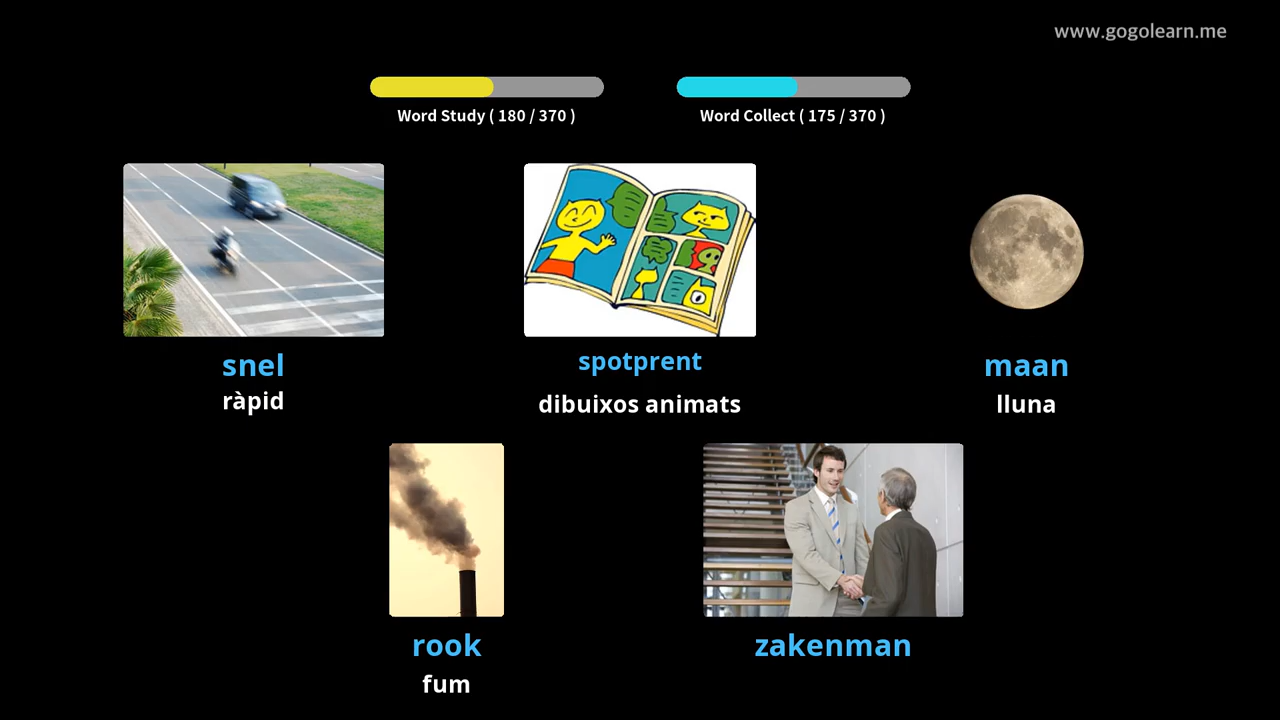 www.gogolearn.me
Word Study ( 180 / 370 )
Word Collect ( 175 / 370 )
snel
ràpid
spotprent
dibuixos animats
maan
lluna
rook
fum
zakenman